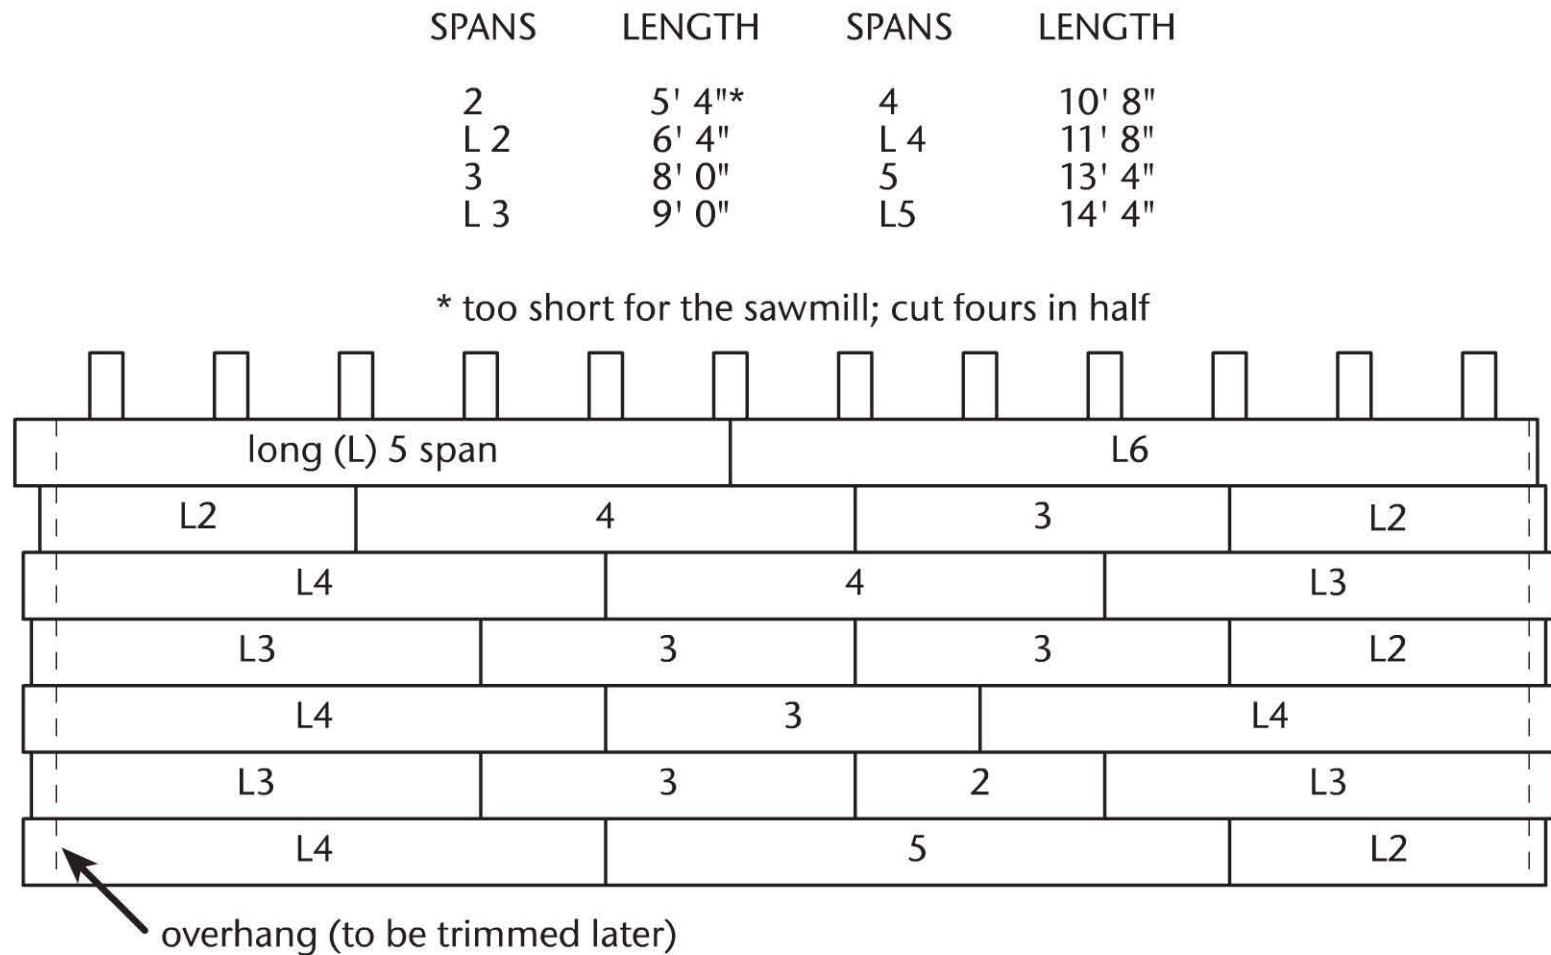 SPANS LENGTH SPANS LENGTH
2 5' 4"* 4 10' 8"
L 2 6' 4" L 4 11' 8"
3 8' 0" 5 13' 4"
L 3 9' 0" L5 14' 4"
* too short for the sawmill; cut fours in half
long (L) 5 span L6
L2 4 3 L2
L4 4 L3
L3 3 3 L2
L4 3 L4
L3 3 2 L3
L4 5 L2
overhang (to be trimmed later)